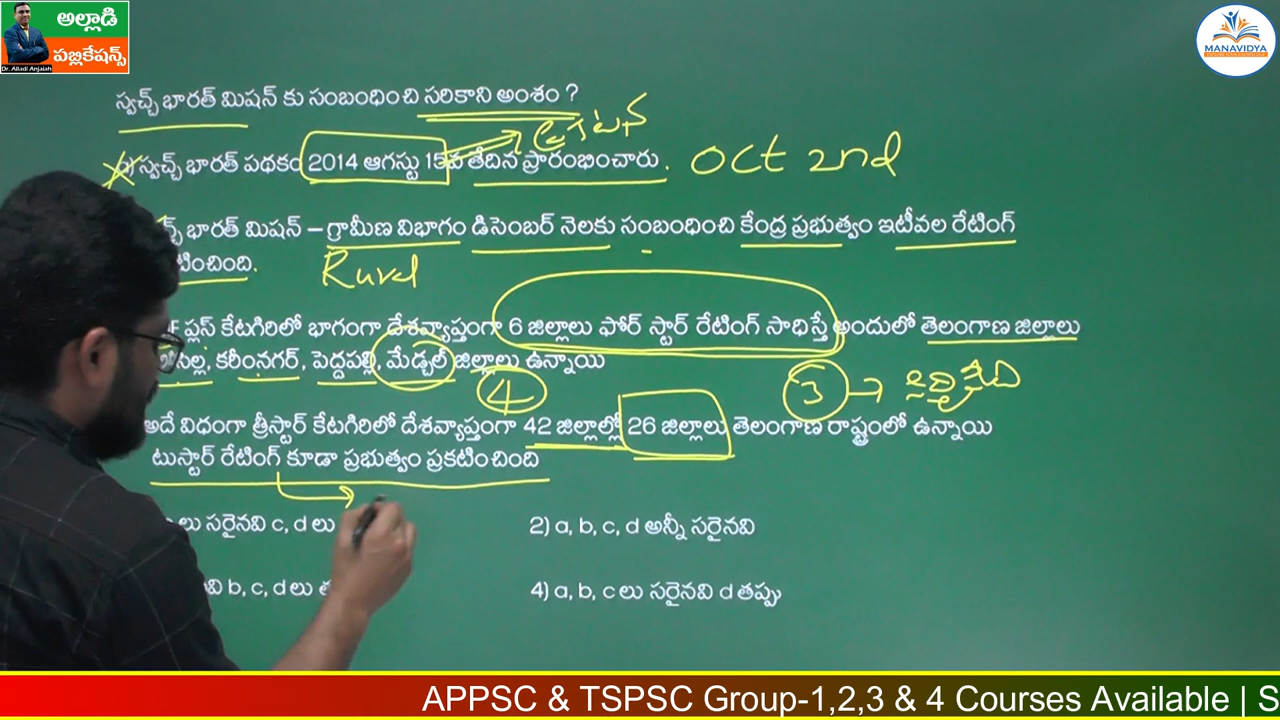 అల్లాడి
పబ్లికేషన్స్
Dr. Alladi Anjaiah
MANAVIDYA
స్వచ్ఛ్ భారత్ మిషన్ కు సంబంధించి సరికాని అంశం ?
స్వచ్ఛ్ భారత్ పథకం 2014 ఆగస్టు 15వ తేదిన ప్రారంభించారు. Oct 2nd
భారత్ మిషన్ – గ్రామీణ విభాగం డిసెంబర్ నెలకు సంబంధించి కేంద్ర ప్రభుత్వం ఇటీవల రేటింగ్
Rural
ప్లస్ కేటగిరిలో భాగంగా దేశవ్యాప్తంగా 6 జిల్లాలు ఫోర్ స్టార్ రేటింగ్ సాధిస్తే అందులో తెలంగాణ జిల్లాలు
కరీంనగర్, పెద్దపల్లి, మేడ్చల్ జిల్లాలు ఉన్నాయి
4 3
అదే విధంగా త్రీస్టార్ కేటగిరిలో దేశవ్యాప్తంగా 42 జిల్లాల్లో 26 జిల్లాలు తెలంగాణ రాష్ట్రంలో ఉన్నాయి
టుస్టార్ రేటింగ్ కూడా ప్రభుత్వం ప్రకటించింది
లు సరైనవి c, d లు
2) a, b, c, d అన్నీ సరైనవి
b, c, d లు
4) a, b, c లు సరైనవి d తప్పు
APPSC & TSPSC Group-1,2,3 & 4 Courses Available | S